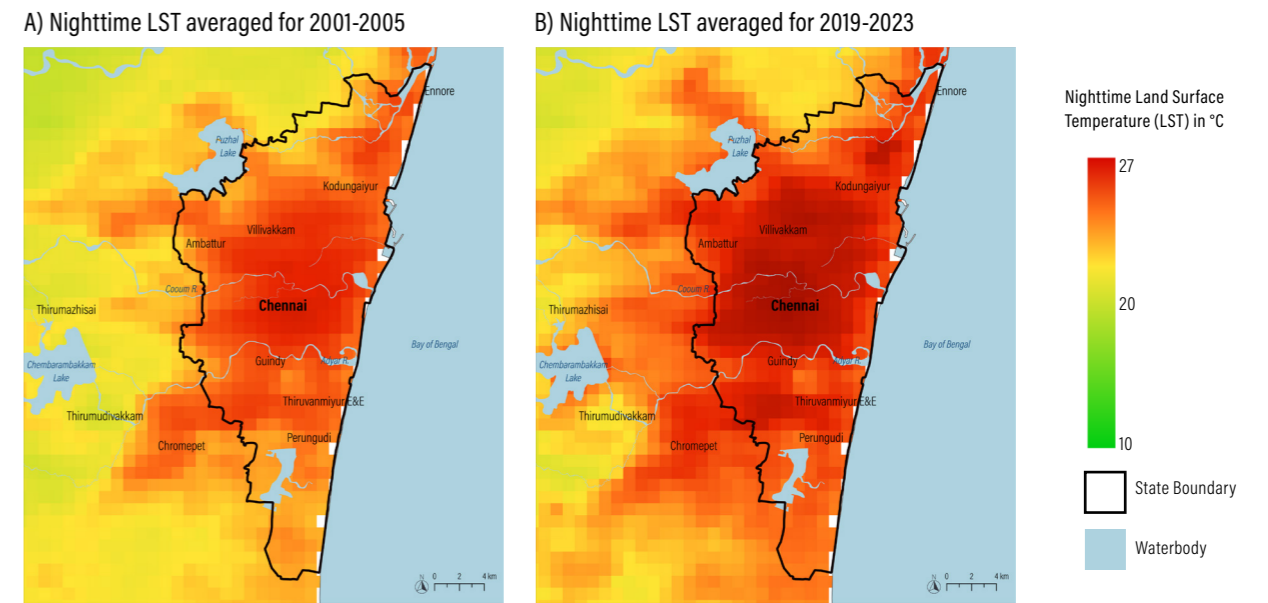 A) Nighttime LST averaged for 2001-2005
Ennore
Puzhal
Lake
Kodungaiyur
Villivakkam
Ambattur
Cooum R.
Thirumazhisai
Chennai
Bay of Bengal
Chembarambakkam
Lake
Guindy
Adyar R.
Thiruvanmiyur E&E
Thirumudivakkam
Perungudi
Chromepet
N 0 2 4 km
B) Nighttime LST averaged for 2019-2023
Ennore
Puzhal
Lake
Kodungaiyur
Villivakkam
Ambattur
Cooum R.
Thirumazhisai
Chennai
Bay of Bengal
Chembarambakkam
Lake
Guindy
Adyar R.
Thiruvanmiyur E&E
Thirumudivakkam
Perungudi
Chromepet
N 0 2 4 km
Nighttime Land Surface
Temperature (LST) in °C
27
20
10
State Boundary
Waterbody